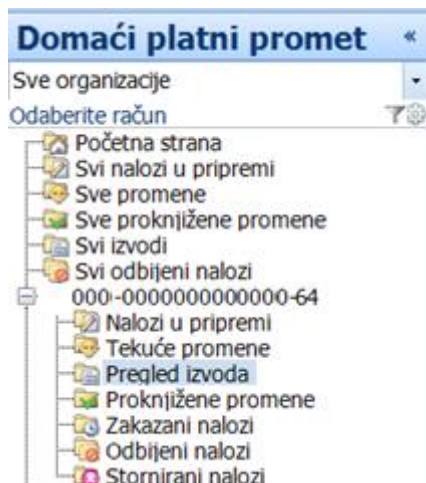 Domaći platni promet «
Sve organizacije
Odaberite račun
Početna strana
Svi nalozi u pripremi
Sve promene
Sve proknjižene promene
Svi izvodi
Svi odbijeni nalozi
000-0000000000000-64
Nalozi u pripremi
Tekuće promene
Pregled izvoda
Proknjižene promene
Zakazani nalozi
Odbijeni nalozi
Stornirani nalozi